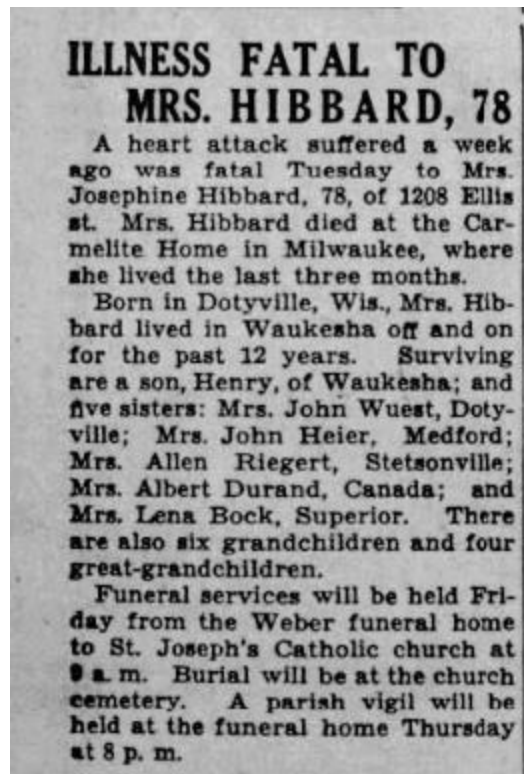 ILLNESS FATAL TO
MRS. HIBBARD, 78
A heart attack suffered a week
ago was fatal Tuesday to Mrs.
Josephine Hibbard, 78, of 1208 Ellis
st. Mrs. Hibbard died at the Car-
melite Home in Milwaukee, where
she lived the last three months.
Born in Dotyville, Wis., Mrs. Hib-
bard lived in Waukesha off and on
for the past 12 years. Surviving
are a son, Henry, of Waukesha; and
five sisters: Mrs. John Wuest, Doty-
ville; Mrs. John Heier, Medford;
Mrs. Allen Riegert, Stetsonville;
Mrs. Albert Durand, Canada; and
Mrs. Lena Bock, Superior. There
are also six grandchildren and four
great-grandchildren.
Funeral services will be held Fri-
day from the Weber funeral home
to St. Joseph's Catholic church at
9 a. m. Burial will be at the church
cemetery. A parish vigil will be
held at the funeral home Thursday
at 8 p. m.